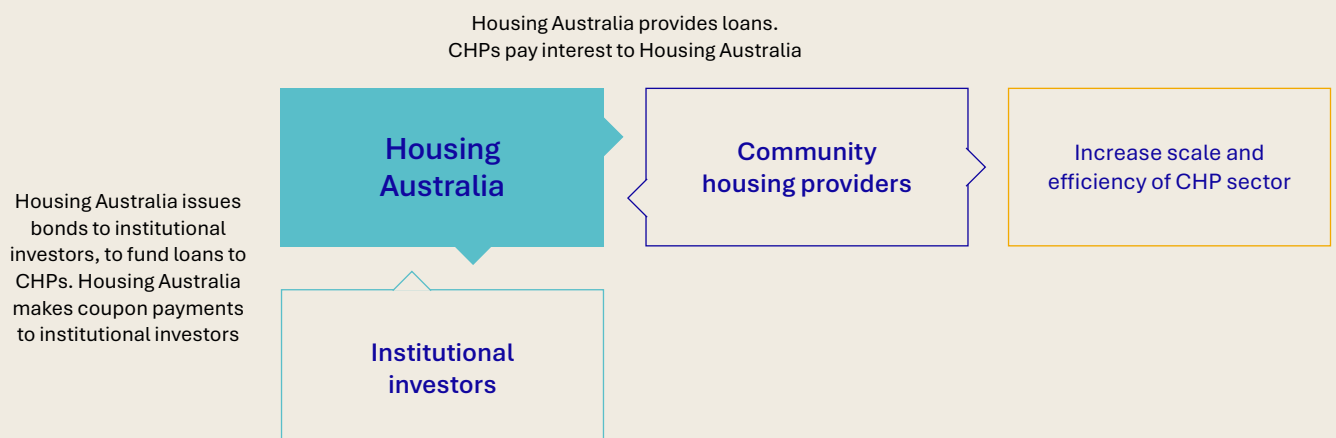 Housing Australia provides loans.
CHPs pay interest to Housing Australia
Housing
Australia
Community
housing providers
Increase scale and
efficiency of CHP sector
Housing Australia issues
bonds to institutional
investors, to fund loans to
CHPs. Housing Australia
makes coupon payments
to institutional investors
Institutional
investors